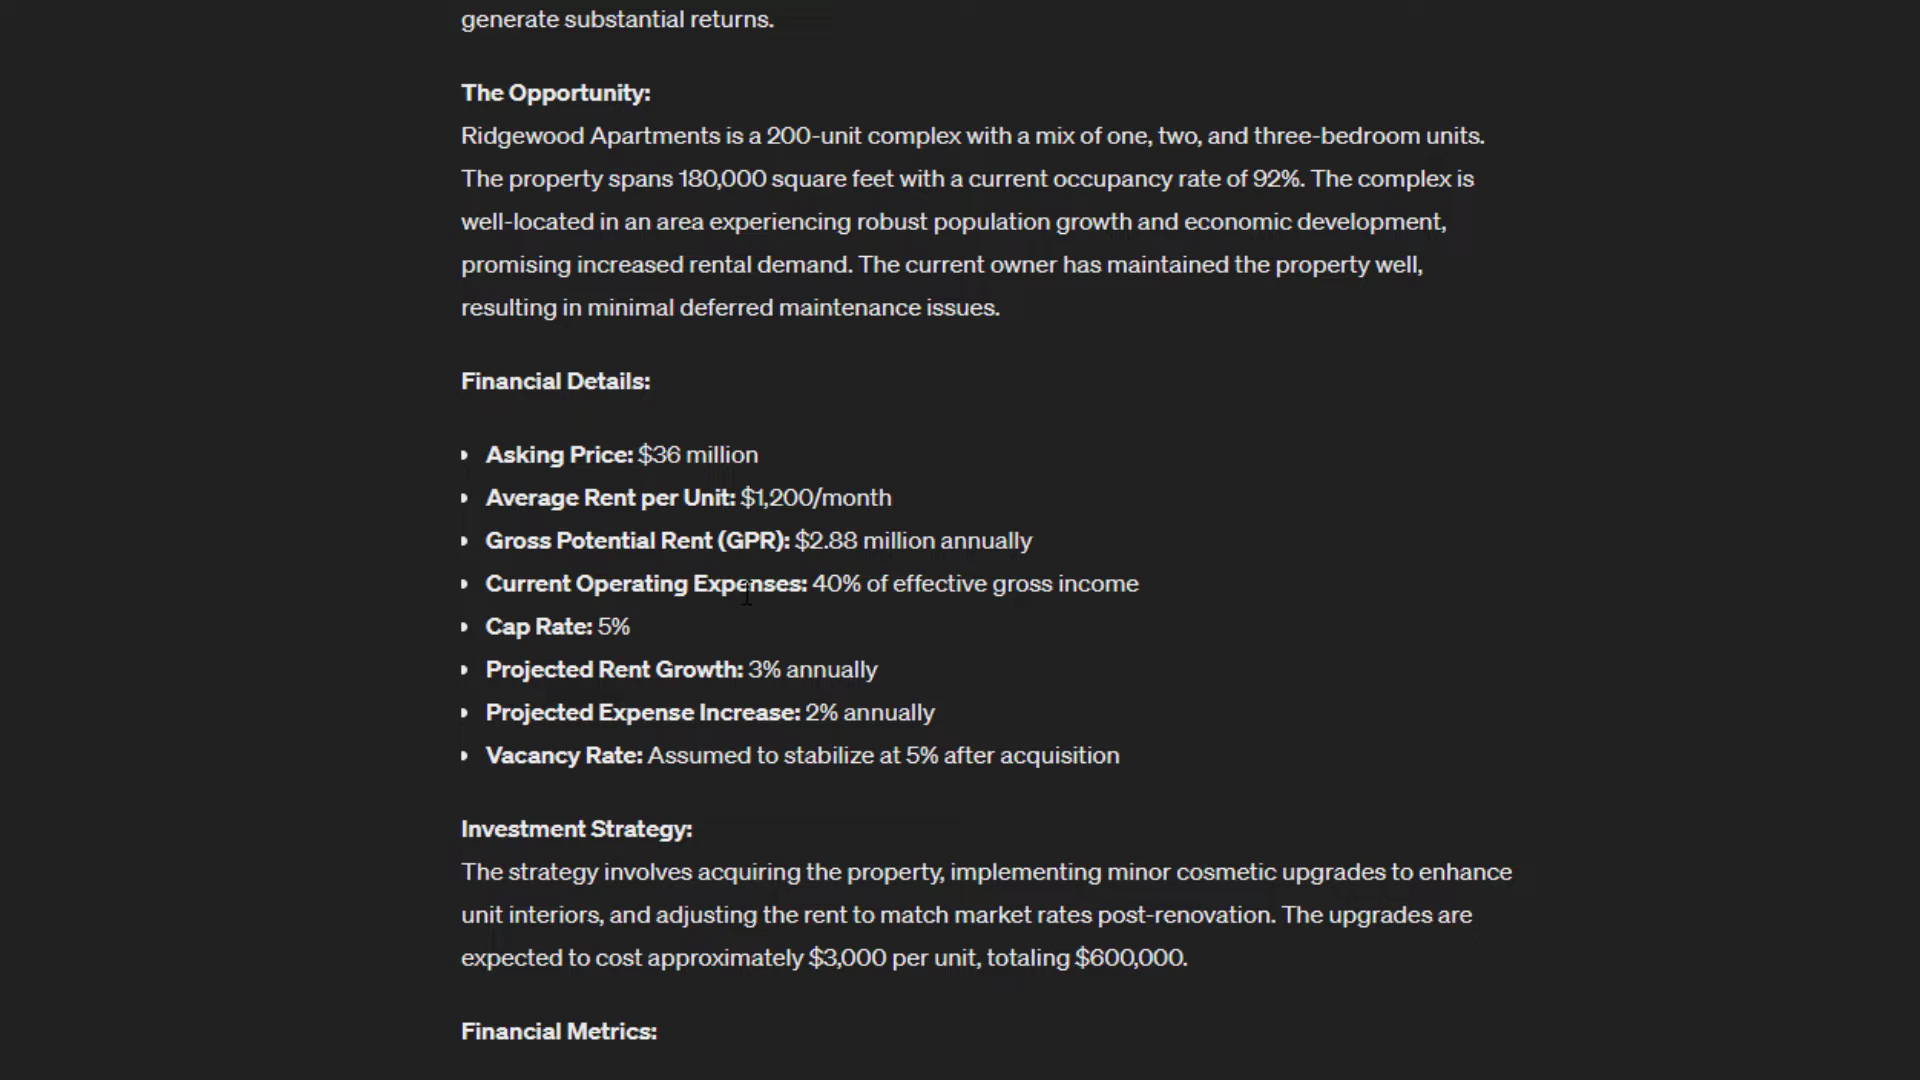 generate substantial returns.
The Opportunity:
Ridgewood Apartments is a 200-unit complex with a mix of one, two, and three-bedroom units.
The property spans 180,000 square feet with a current occupancy rate of 92%. The complex is
well-located in an area experiencing robust population growth and economic development,
promising increased rental demand. The current owner has maintained the property well,
resulting in minimal deferred maintenance issues.
Financial Details:
• Asking Price: $36 million
• Average Rent per Unit: $1,200/month
• Gross Potential Rent (GPR): $2.88 million annually
• Current Operating Expenses: 40% of effective gross income
• Cap Rate: 5%
• Projected Rent Growth: 3% annually
• Projected Expense Increase: 2% annually
• Vacancy Rate: Assumed to stabilize at 5% after acquisition
Investment Strategy:
The strategy involves acquiring the property, implementing minor cosmetic upgrades to enhance
unit interiors, and adjusting the rent to match market rates post-renovation. The upgrades are
expected to cost approximately $3,000 per unit, totaling $600,000.
Financial Metrics: